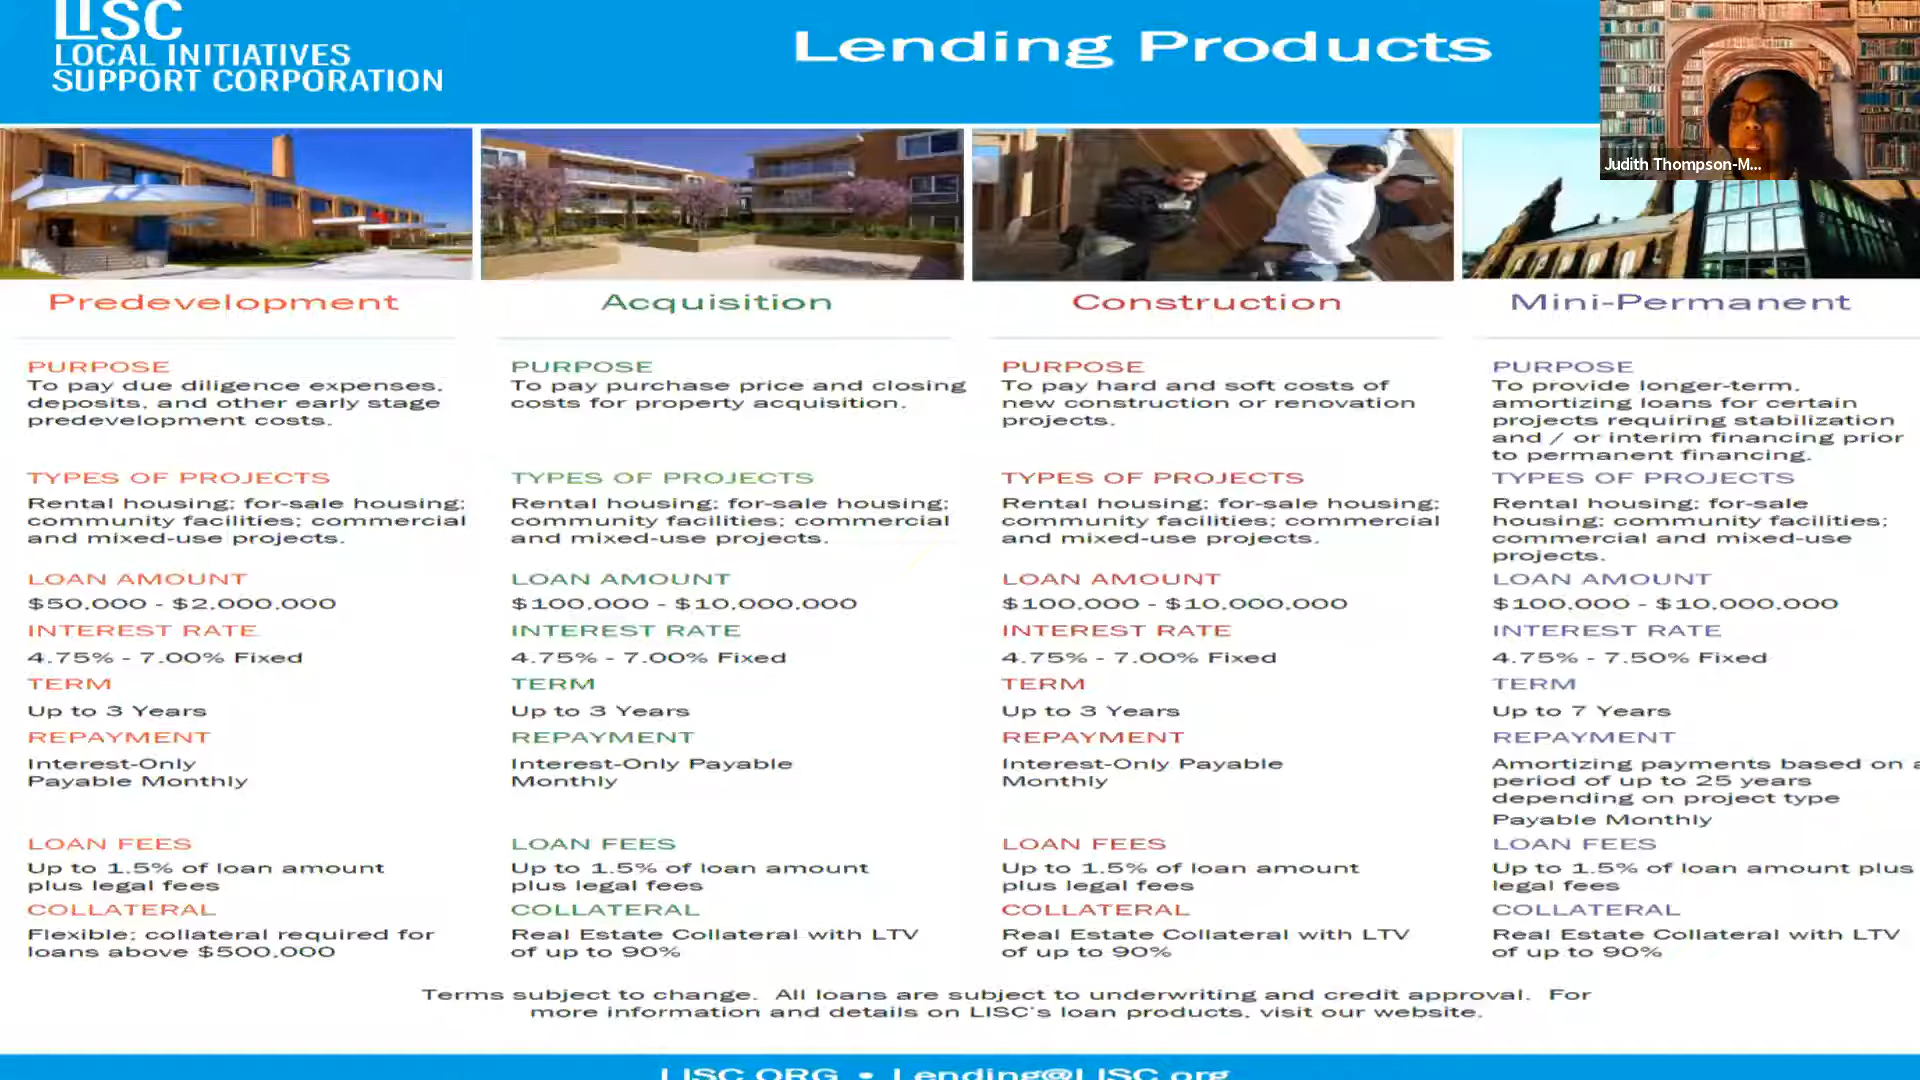 LISC
LOCAL INITIATIVES
SUPPORT CORPORATION
Lending Products
Judith Thompson-M...
Predevelopment
PURPOSE
To pay due diligence expenses,
deposits, and other early stage
predevelopment costs.
TYPES OF PROJECTS
Rental housing; for-sale housing;
community facilities; commercial
and mixed-use projects.
LOAN AMOUNT
$50,000 - $2,000,000
INTEREST RATE
4.75% - 7.00% Fixed
TERM
Up to 3 Years
REPAYMENT
Interest-Only
Payable Monthly
LOAN FEES
Up to 1.5% of loan amount
plus legal fees
COLLATERAL
Flexible; collateral required for
loans above $500,000
Acquisition
PURPOSE
To pay purchase price and closing
costs for property acquisition.
TYPES OF PROJECTS
Rental housing; for-sale housing;
community facilities; commercial
and mixed-use projects.
LOAN AMOUNT
$100,000 - $10,000,000
INTEREST RATE
4.75% - 7.00% Fixed
TERM
Up to 3 Years
REPAYMENT
Interest-Only Payable
Monthly
LOAN FEES
Up to 1.5% of loan amount
plus legal fees
COLLATERAL
Real Estate Collateral with LTV
of up to 90%
Construction
PURPOSE
To pay hard and soft costs of
new construction or renovation
projects.
TYPES OF PROJECTS
Rental housing; for-sale housing;
community facilities; commercial
and mixed-use projects.
LOAN AMOUNT
$100,000 - $10,000,000
INTEREST RATE
4.75% - 7.00% Fixed
TERM
Up to 3 Years
REPAYMENT
Interest-Only Payable
Monthly
LOAN FEES
Up to 1.5% of loan amount
plus legal fees
COLLATERAL
Real Estate Collateral with LTV
of up to 90%
Mini-Permanent
PURPOSE
To provide longer-term,
amortizing loans for certain
projects requiring stabilization
and / or interim financing prior
to permanent financing.
TYPES OF PROJECTS
Rental housing; for-sale
housing; community facilities;
commercial and mixed-use
projects.
LOAN AMOUNT
$100,000 - $10,000,000
INTEREST RATE
4.75% - 7.50% Fixed
TERM
Up to 7 Years
REPAYMENT
Amortizing payments based on a
period of up to 25 years
depending on project type
Payable Monthly
LOAN FEES
Up to 1.5% of loan amount plus
legal fees
COLLATERAL
Real Estate Collateral with LTV
of up to 90%
Terms subject to change. All loans are subject to underwriting and credit approval. For
more information and details on LISC's loan products, visit our website.
LISC.ORG • Lending@LISC.org